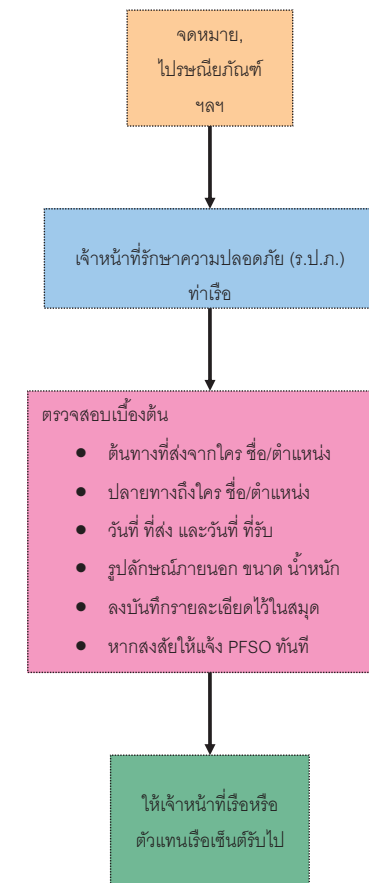 จดหมาย,
ไปรษณียภัณฑ์
ฯลฯ
เจ้าหน้าที่รักษาความปลอดภัย (ร.ป.ภ.)
ท่าเรือ
ตรวจสอบเบื้องต้น
● ต้นทางที่ส่งจากใคร ชื่อ/ตำแหน่ง
● ปลายทางถึงใคร ชื่อ/ตำแหน่ง
● วันที่ ที่ส่ง และวันที่ ที่รับ
● รูปลักษณ์ภายนอก ขนาด น้ำหนัก
● ลงบันทึกรายละเอียดไว้ในสมุด
● หากสงสัยให้แจ้ง PFSO ทันที
ให้เจ้าหน้าที่เรือหรือ
ตัวแทนเรือเซ็นต์รับไป